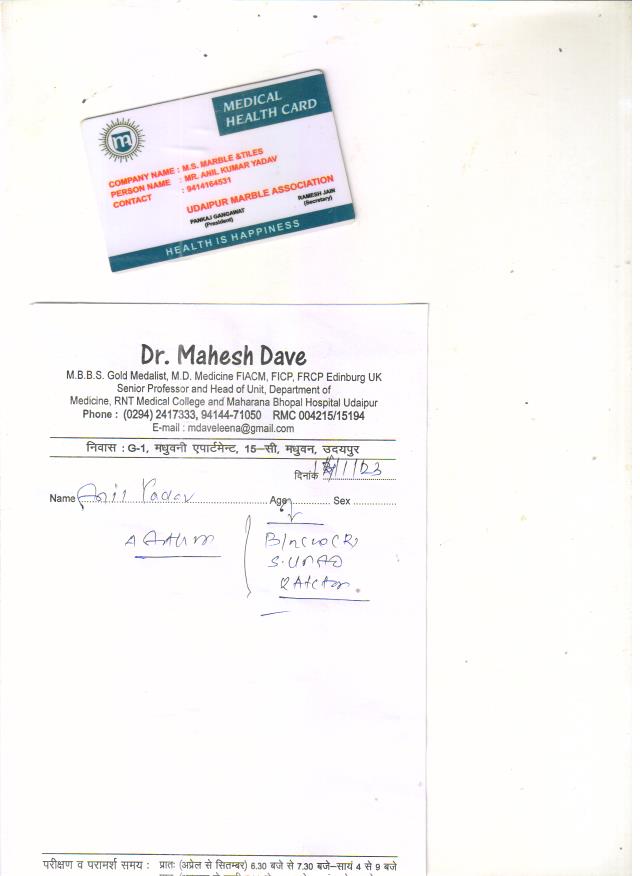 MEDICAL
HEALTH CARD
COMPANY NAME : M.S. MARBLE &TILES
PERSON NAME : MR. ANIL KUMAR YADAV
CONTACT : 9414164531
UDAIPUR MARBLE ASSOCIATION
PANKAJ GANGAWAT
(President)
RAMESH JAIN
(Secretary)
HEALTH IS HAPPINESS
Dr. Mahesh Dave
M.B.B.S. Gold Medalist, M.D. Medicine FIACM, FICP, FRCP Edinburg UK
Senior Professor and Head of Unit, Department of
Medicine, RNT Medical College and Maharana Bhopal Hospital Udaipur
Phone : (0294) 2417333, 94144-71050 RMC 004215/15194
E-mail : mdaveleena@gmail.com
निवास : G-1, मधुवनी एपार्टमेन्ट, 15-सी, मधुवन, उदयपुर
दिनांक
Name Anil Yadav Age Sex
परीक्षण व परामर्श समय : प्रातः (अप्रेल से सितम्बर) 6.30 बजे से 7.30 बजे-सायं 4 से 9 बजे